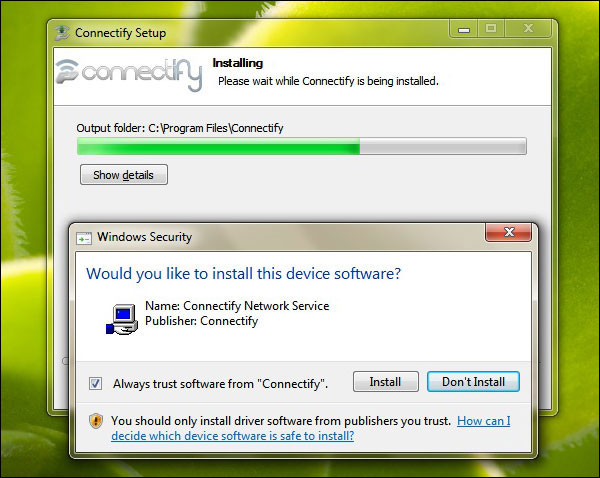 Connectify Setup
connectify
Installing
Please wait while Connectify is being installed.
Output folder: C:\Program Files\Connectify
Show details
Windows Security
Would you like to install this device software?
Name: Connectify Network Service
Publisher: Connectify
Always trust software from "Connectify".
Install
Don't Install
You should only install driver software from publishers you trust. How can I
decide which device software is safe to install?